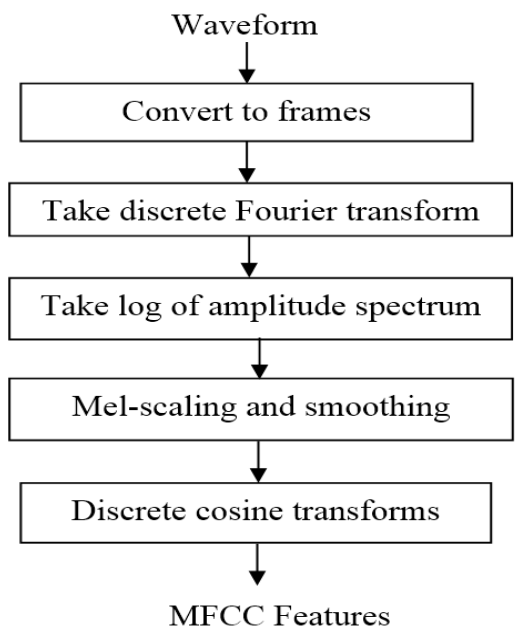 Waveform
Convert to frames
Take discrete Fourier transform
Take log of amplitude spectrum
Mel-scaling and smoothing
Discrete cosine transforms
MFCC Features